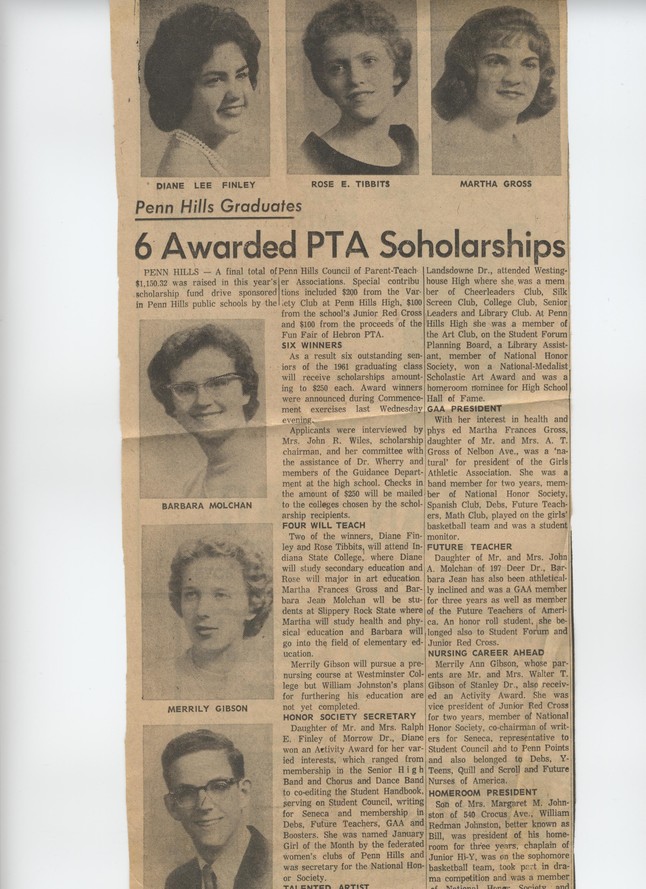 DIANE LEE FINLEY
ROSE E. TIBBITS
MARTHA GROSS
Penn Hills Graduates
6 Awarded PTA Soholarships
PENN HILLS — A final total of
$1,150.32 was raised in this year's
scholarship fund drive sponsored
in Penn Hills public schools by the
BARBARA MOLCHAN
MERRILY GIBSON
Penn Hills Council of Parent-Teach-
er Associations. Special contribu-
tions included $200 from the Var-
iety Club at Penn Hills High, $100
from the school's Junior Red Cross
and $100 from the proceeds of the
Fun Fair of Hebron PTA.
SIX WINNERS
As a result six outstanding sen-
iors of the 1961 graduating class
will receive scholarships amount-
ing to $250 each. Award winners
were announced during Commence-
ment exercises last Wednesday
evening.
Applicants were interviewed by
Mrs. John R. Wiles, scholarship
chairman, and her committee with
the assistance of Dr. Wherry and
members of the Guidance Depart-
ment at the high school. Checks in
the amount of $250 will be mailed
to the colleges chosen by the schol-
arship recipients.
FOUR WILL TEACH
Two of the winners, Diane Fin-
ley and Rose Tibbits, will attend In-
diana State College, where Diane
will study secondary education and
Rose will major in art education.
Martha Frances Gross and Bar-
bara Jean Molchan will be stu-
dents at Slippery Rock State where
Martha will study health and phy-
sical education and Barbara will
go into the field of elementary ed-
ucation.
Merrily Gibson will pursue a pre-
nursing course at Westminster Col-
lege but William Johnston's plans
for furthering his education are
not yet completed.
HONOR SOCIETY SECRETARY
Daughter of Mr. and Mrs. Ralph
E. Finley of Morrow Dr., Diane
won an Activity Award for her var-
ied interests, which ranged from
membership in the Senior High
Band and Chorus and Dance Band
to co-editing the Student Handbook,
serving on Student Council, writing
for Seneca and membership in
Debs, Future Teachers, GAA and
Boosters. She was named January
Girl of the Month by the federated
women's clubs of Penn Hills and
was secretary for the National Hon-
or Society.
TALENTED ARTIST
Landsdowne Dr., attended Westing-
house High where she was a mem-
ber of Cheerleaders Club, Silk
Screen Club, College Club, Senior
Leaders and Library Club. At Penn
Hills High she was a member of
the Art Club, on the Student Forum
Planning Board, a Library Assist-
ant, member of National Honor
Society, won a National-Medalist
Scholastic Art Award and was a
homeroom nominee for High School
Hall of Fame.
GAA PRESIDENT
With her interest in health and
phys ed Martha Frances Gross,
daughter of Mr. and Mrs. A. T.
Gross of Nelbon Ave., was a 'na-
tural' for president of the Girls
Athletic Association. She was a
band member for two years, mem-
ber of National Honor Society,
Spanish Club, Debs, Future Teach-
ers, Math Club, played on the girls'
basketball team and was a student
monitor.
FUTURE TEACHER
Daughter of Mr. and Mrs. John
A. Molchan of 197 Deer Dr., Bar-
bara Jean has also been athletical-
ly inclined and was a GAA member
for three years as well as member
of the Future Teachers of Ameri-
ca. An honor roll student, she be-
longed also to Student Forum and
Junior Red Cross.
NURSING CAREER AHEAD
Merrily Ann Gibson, whose par-
ents are Mr. and Mrs. Walter T.
Gibson of Stanley Dr., also receiv-
ed an Activity Award. She was
vice president of Junior Red Cross
for two years, member of National
Honor Society, co-chairman of writ-
ers for Seneca, representative to
Student Council and to Penn Points
and also belonged to Debs, Y-
Teens, Quill and Scroll and Future
Nurses of America.
HOMEROOM PRESIDENT
Son of Mrs. Margaret M. John-
ston of 540 Crocus Ave., William
Redman Johnston, better known as
Bill, was president of his home-
room for three years, chaplain of
Junior Hi-Y, was on the sophomore
basketball team, took part in dra-
ma competition and was a member
of National Honor Society and